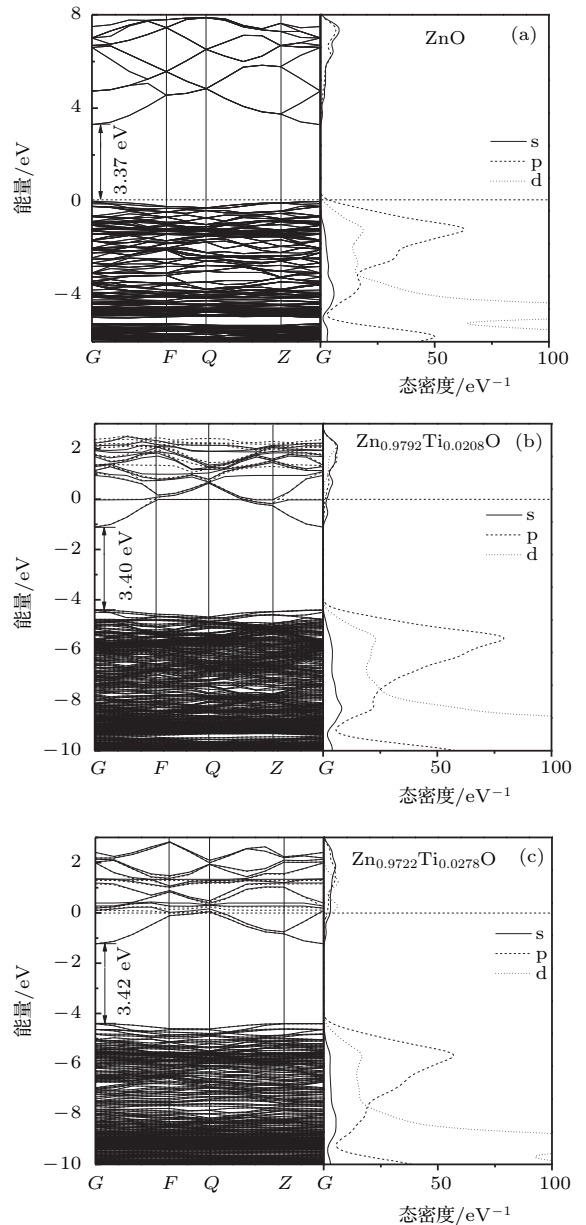 8
(a)
ZnO
4
能量/eV
3.37 eV
s
p
d
0
−4
G F Q Z G 50 100
态密度/eV⁻¹
2
Zn₀.₉₇₉₂Ti₀.₀₂₀₈O (b)
0
s
p
d
−2
能量/eV
3.40 eV
−4
−6
−8
−10
G F Q Z G 50 100
态密度/eV⁻¹
2
Zn₀.₉₇₂₂Ti₀.₀₂₇₈O (c)
0
s
p
d
−2
能量/eV
3.42 eV
−4
−6
−8
−10
G F Q Z G 50 100
态密度/eV⁻¹